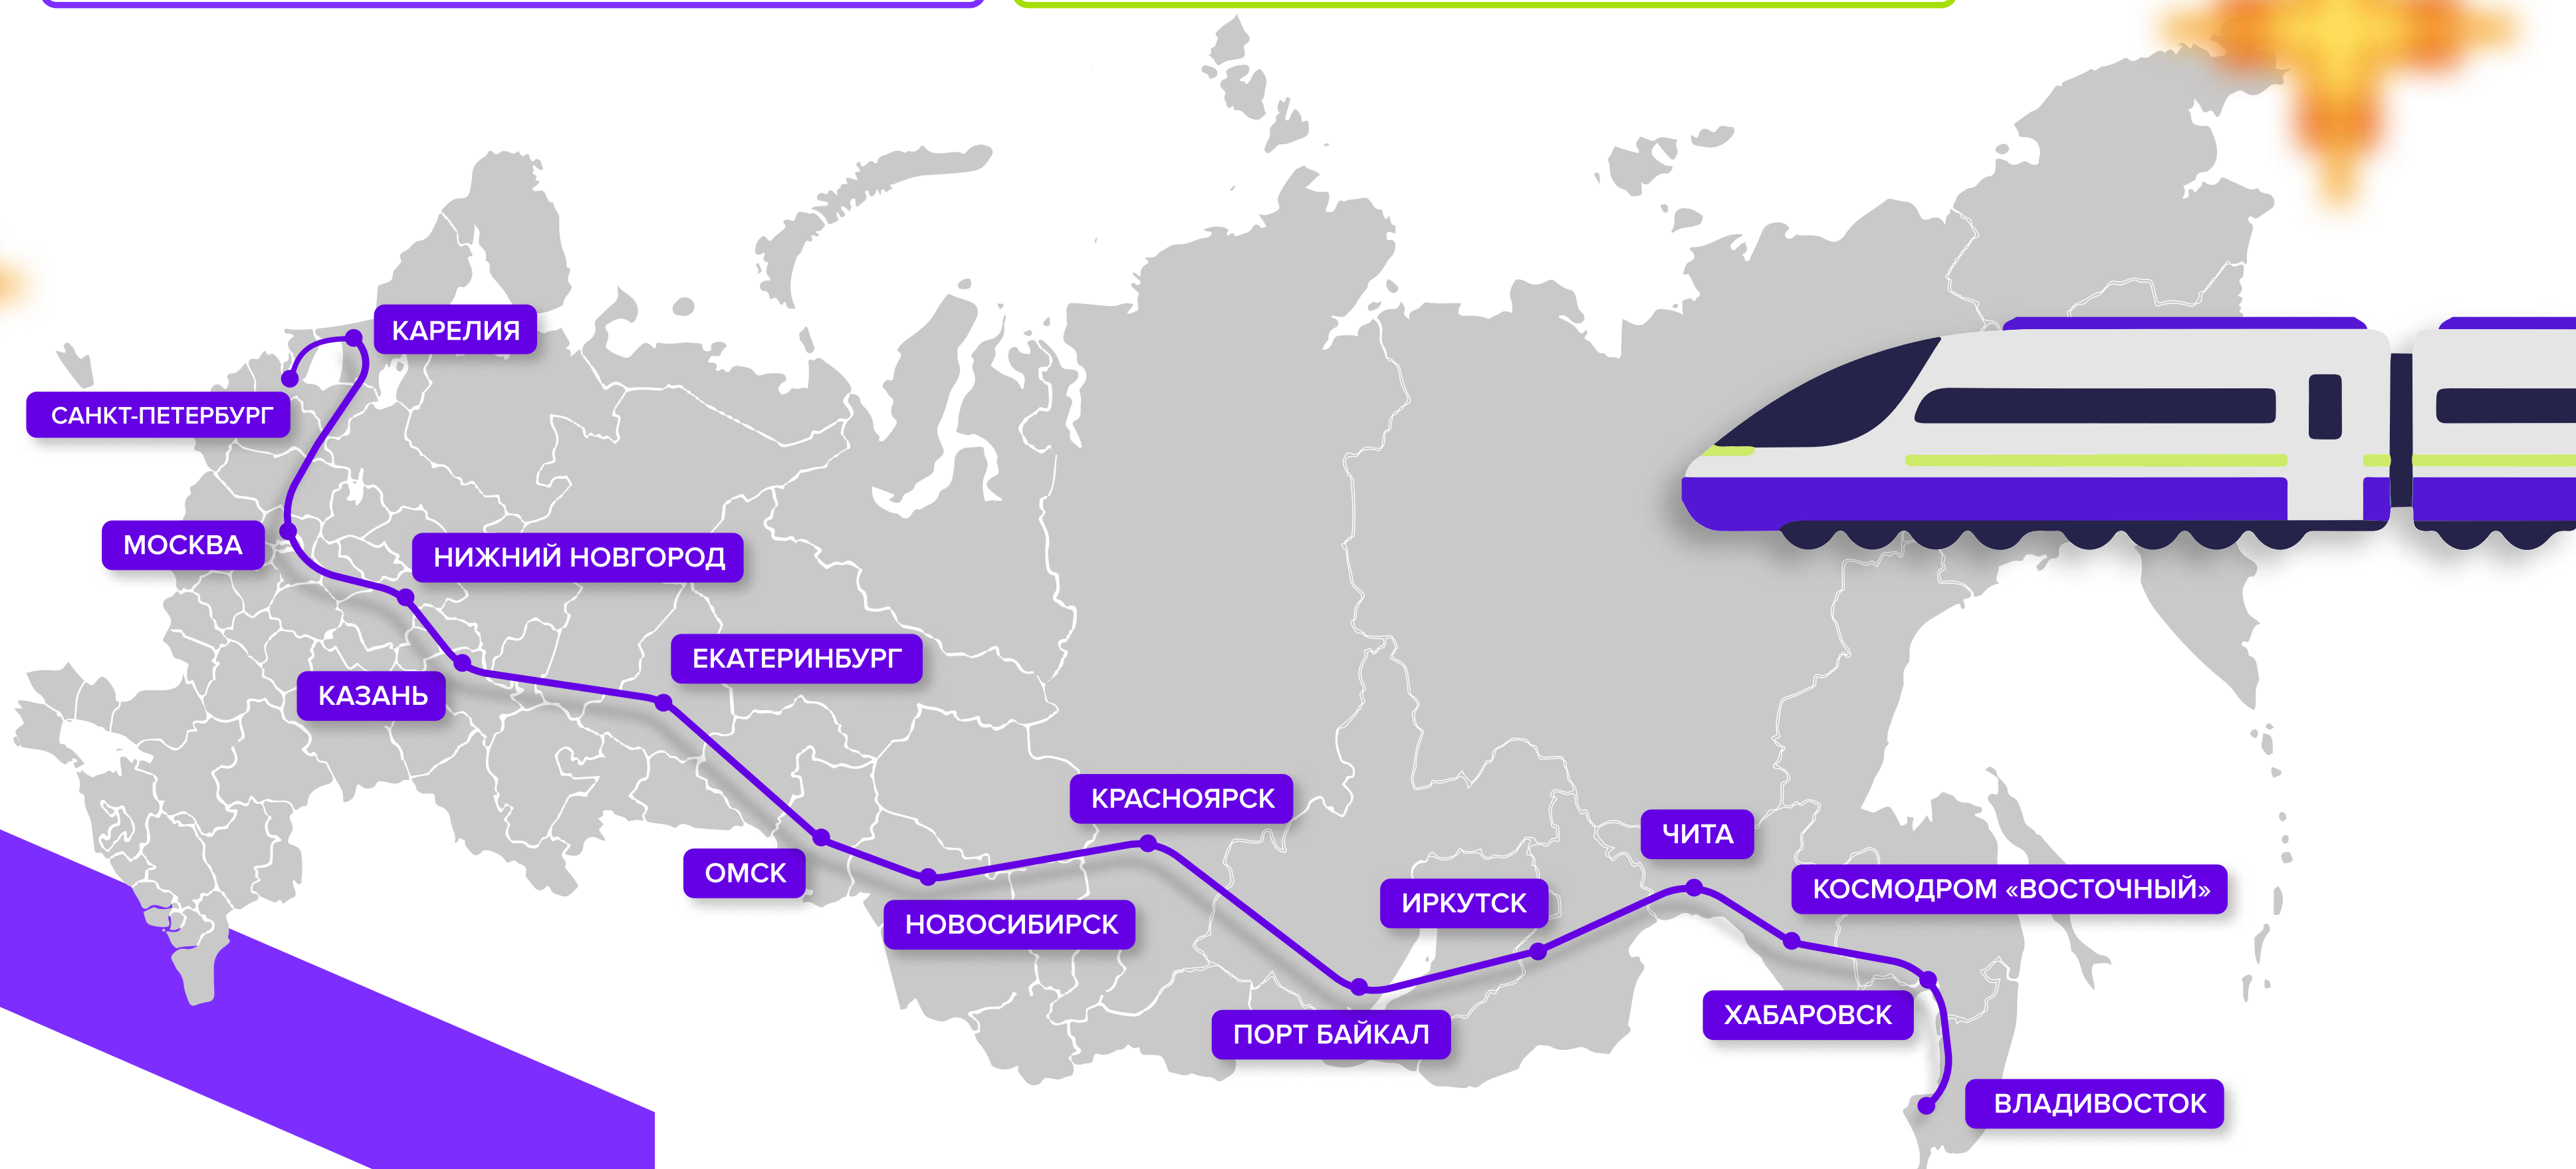 КАРЕЛИЯ
САНКТ-ПЕТЕРБУРГ
МОСКВА
НИЖНИЙ НОВГОРОД
КАЗАНЬ
ЕКАТЕРИНБУРГ
ОМСК
НОВОСИБИРСК
КРАСНОЯРСК
ПОРТ БАЙКАЛ
ИРКУТСК
ЧИТА
КОСМОДРОМ «ВОСТОЧНЫЙ»
ХАБАРОВСК
ВЛАДИВОСТОК